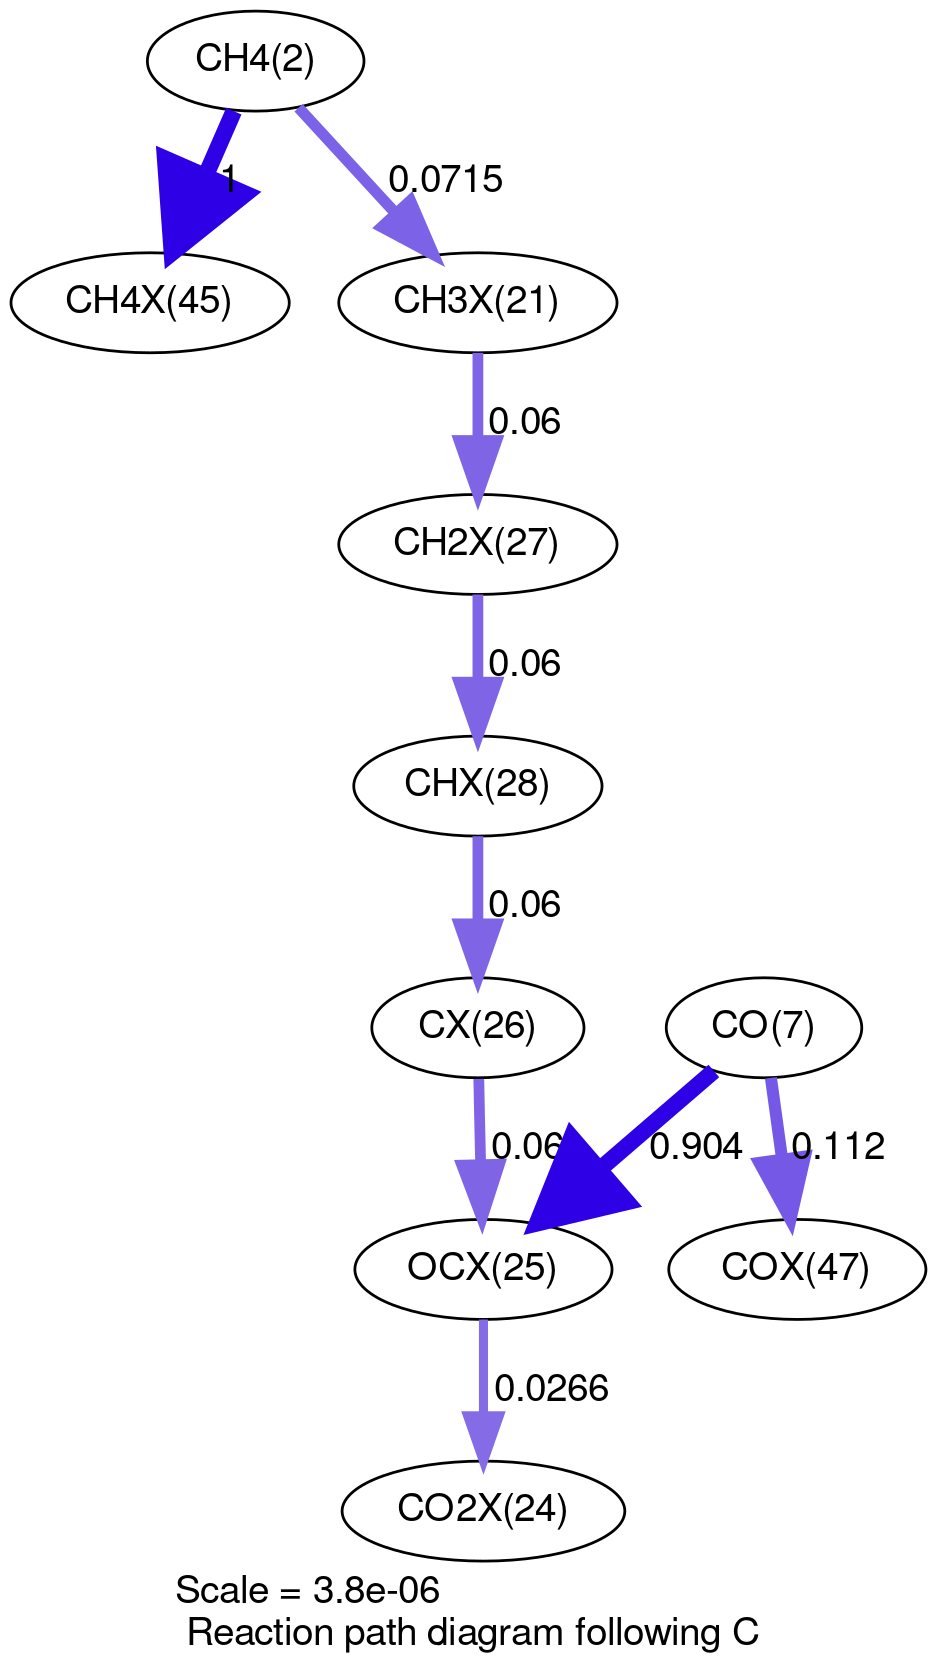 CH4(2)
1
0.0715
CH4X(45)
CH3X(21)
0.06
CH2X(27)
0.06
CHX(28)
0.06
CX(26)
CO(7)
0.06
0.904
0.112
OCX(25)
COX(47)
0.0266
CO2X(24)
Scale = 3.8e-06
Reaction path diagram following C